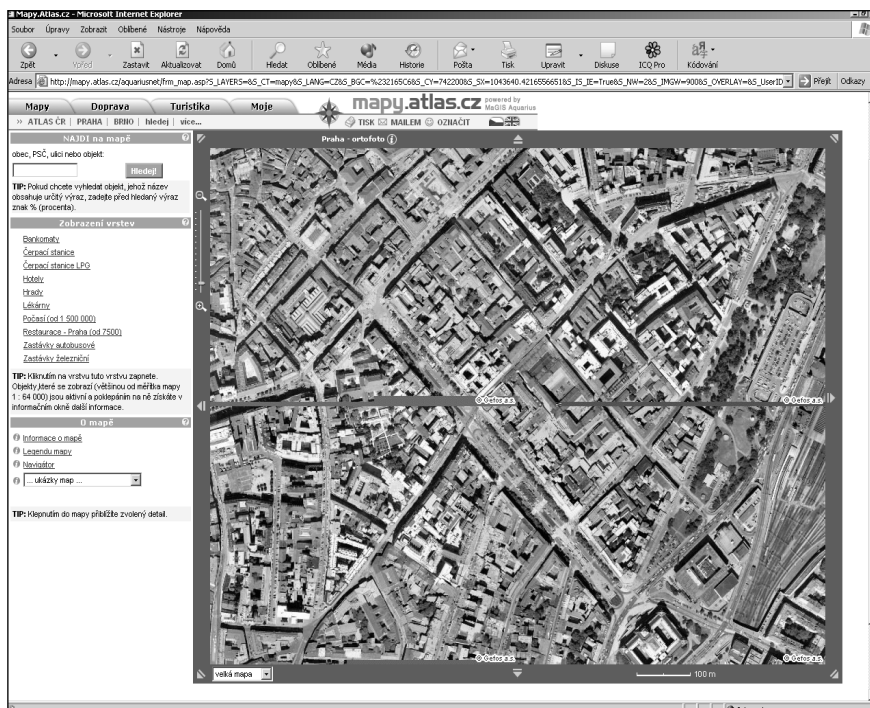 Mapy.Atlas.cz - Microsoft Internet Explorer
Soubor Úpravy Zobrazit Oblíbené Nástroje Nápověda
Zpět Vpřed Zastavit Aktualizovat Domů Hledat Oblíbené Média Historie Pošta Tisk Upravit Diskuse ICQ Pro Kódování
Adresa http://mapy.atlas.cz/aquariusnet/frm_map.asp?S_LAYERS=&S_CT=mapy&S_LANG=CZ&S_BGC=%232165C6&S_CY=742200&S_SX=1043640.421655665&S_IS_IE=True&S_NW=2&S_IMGW=900&S_OVERLAY=&S_UserID Přejít Odkazy
Mapy Doprava Turistika Moje mapy.atlas.cz powered by
MaGIS Aquarius
>> ATLAS ČR | PRAHA | BRNO | hledej | více... TISK MAILEM OZNAČIT
NAJDI na mapě ?
Praha - ortofoto i
obec, PSČ, ulici nebo objekt:
Hledej!
TIP: Pokud chcete vyhledat objekt, jehož název
obsahuje určitý výraz, zadejte před hledaný výraz
znak % (procenta).
Zobrazení vrstev ?
Bankomaty
Čerpací stanice
Čerpací stanice LPG
Hotely
Hrady
Lékárny
Počasí (od 1 500 000)
Restaurace - Praha (od 7500)
Zastávky autobusové
Zastávky železniční
TIP: Kliknutím na vrstvu tuto vrstvu zapnete.
Objekty,které se zobrazí (většinou od měřítka mapy
1 : 64 000) jsou aktivní a poklepáním na ně získáte v
informačním okně další informace.
O mapě ?
Informace o mapě
Legendu mapy
Navigátor
... ukázky map ...
TIP: Klepnutím do mapy přiblížíte zvolený detail.
© Gefos a.s. © Gefos a.s.
© Gefos a.s. © Gefos a.s.
velká mapa 100 m